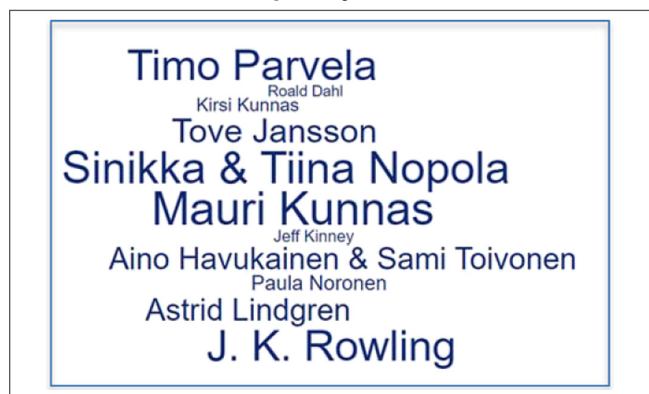 Timo Parvela
Roald Dahl
Kirsi Kunnas
Tove Jansson
Sinikka & Tiina Nopola
Mauri Kunnas
Jeff Kinney
Aino Havukainen & Sami Toivonen
Paula Noronen
Astrid Lindgren
J. K. Rowling